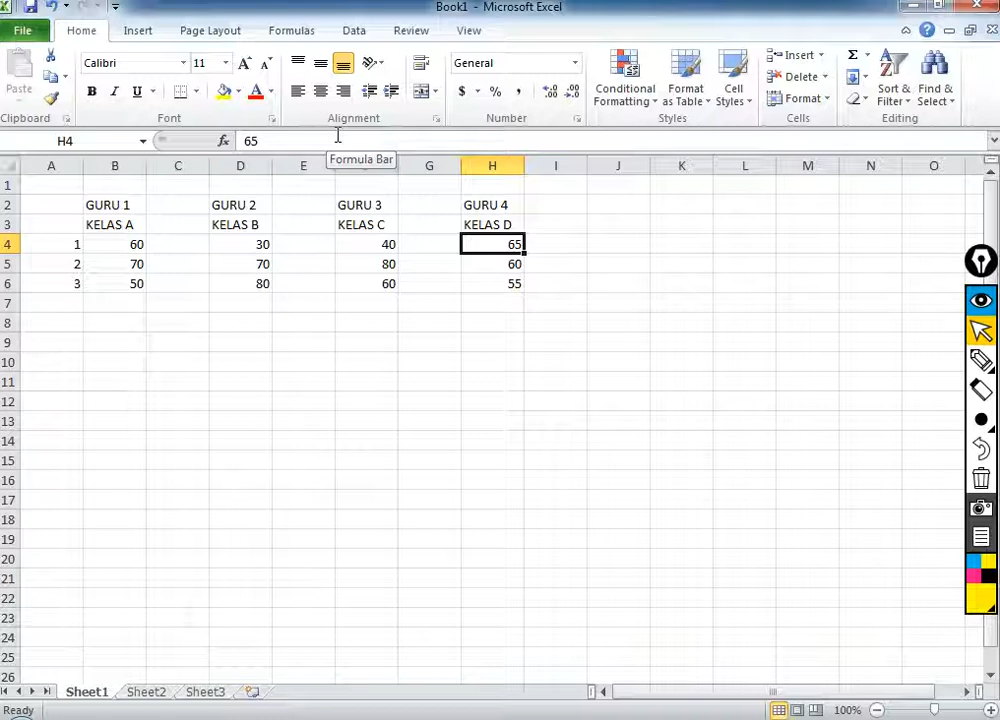 Book1 - Microsoft Excel
File Home Insert Page Layout Formulas Data Review View
Paste Calibri 11 General Conditional Formatting Format as Table Cell Styles Insert Delete Format Sort & Filter Find & Select
Clipboard Font Alignment Number Styles Cells Editing
H4 fx 65
Formula Bar
A B C D E G H I J K L M N O
1
2 GURU 1 GURU 2 GURU 3 GURU 4
3 KELAS A KELAS B KELAS C KELAS D
4 1 60 30 40 65
5 2 70 70 80 60
6 3 50 80 60 55
7
8
9
10
11
12
13
14
15
16
17
18
19
20
21
22
23
24
25
26
Sheet1 Sheet2 Sheet3
Ready 100%